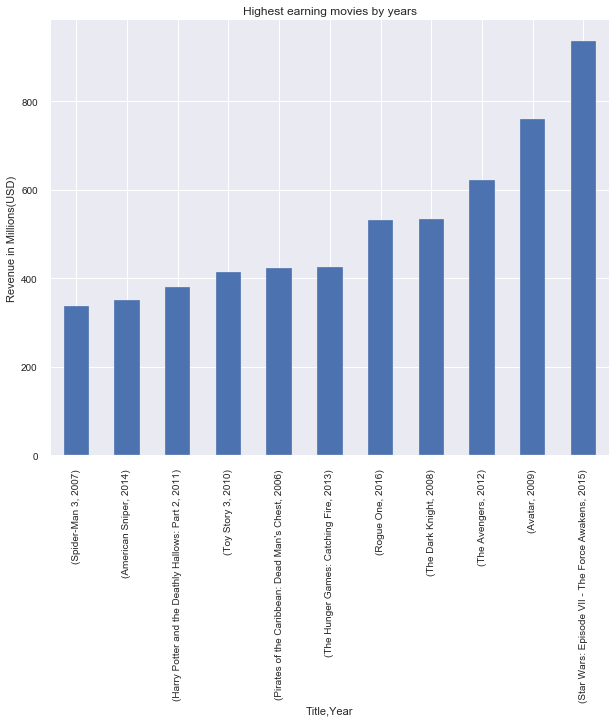 Highest earning movies by years
Revenue in Millions(USD)
800
600
400
200
0
(Spider-Man 3, 2007)
(American Sniper, 2014)
(Harry Potter and the Deathly Hallows: Part 2, 2011)
(Toy Story 3, 2010)
(Pirates of the Caribbean: Dead Man's Chest, 2006)
(The Hunger Games: Catching Fire, 2013)
(Rogue One, 2016)
(The Dark Knight, 2008)
(The Avengers, 2012)
(Avatar, 2009)
(Star Wars: Episode VII - The Force Awakens, 2015)
Title,Year